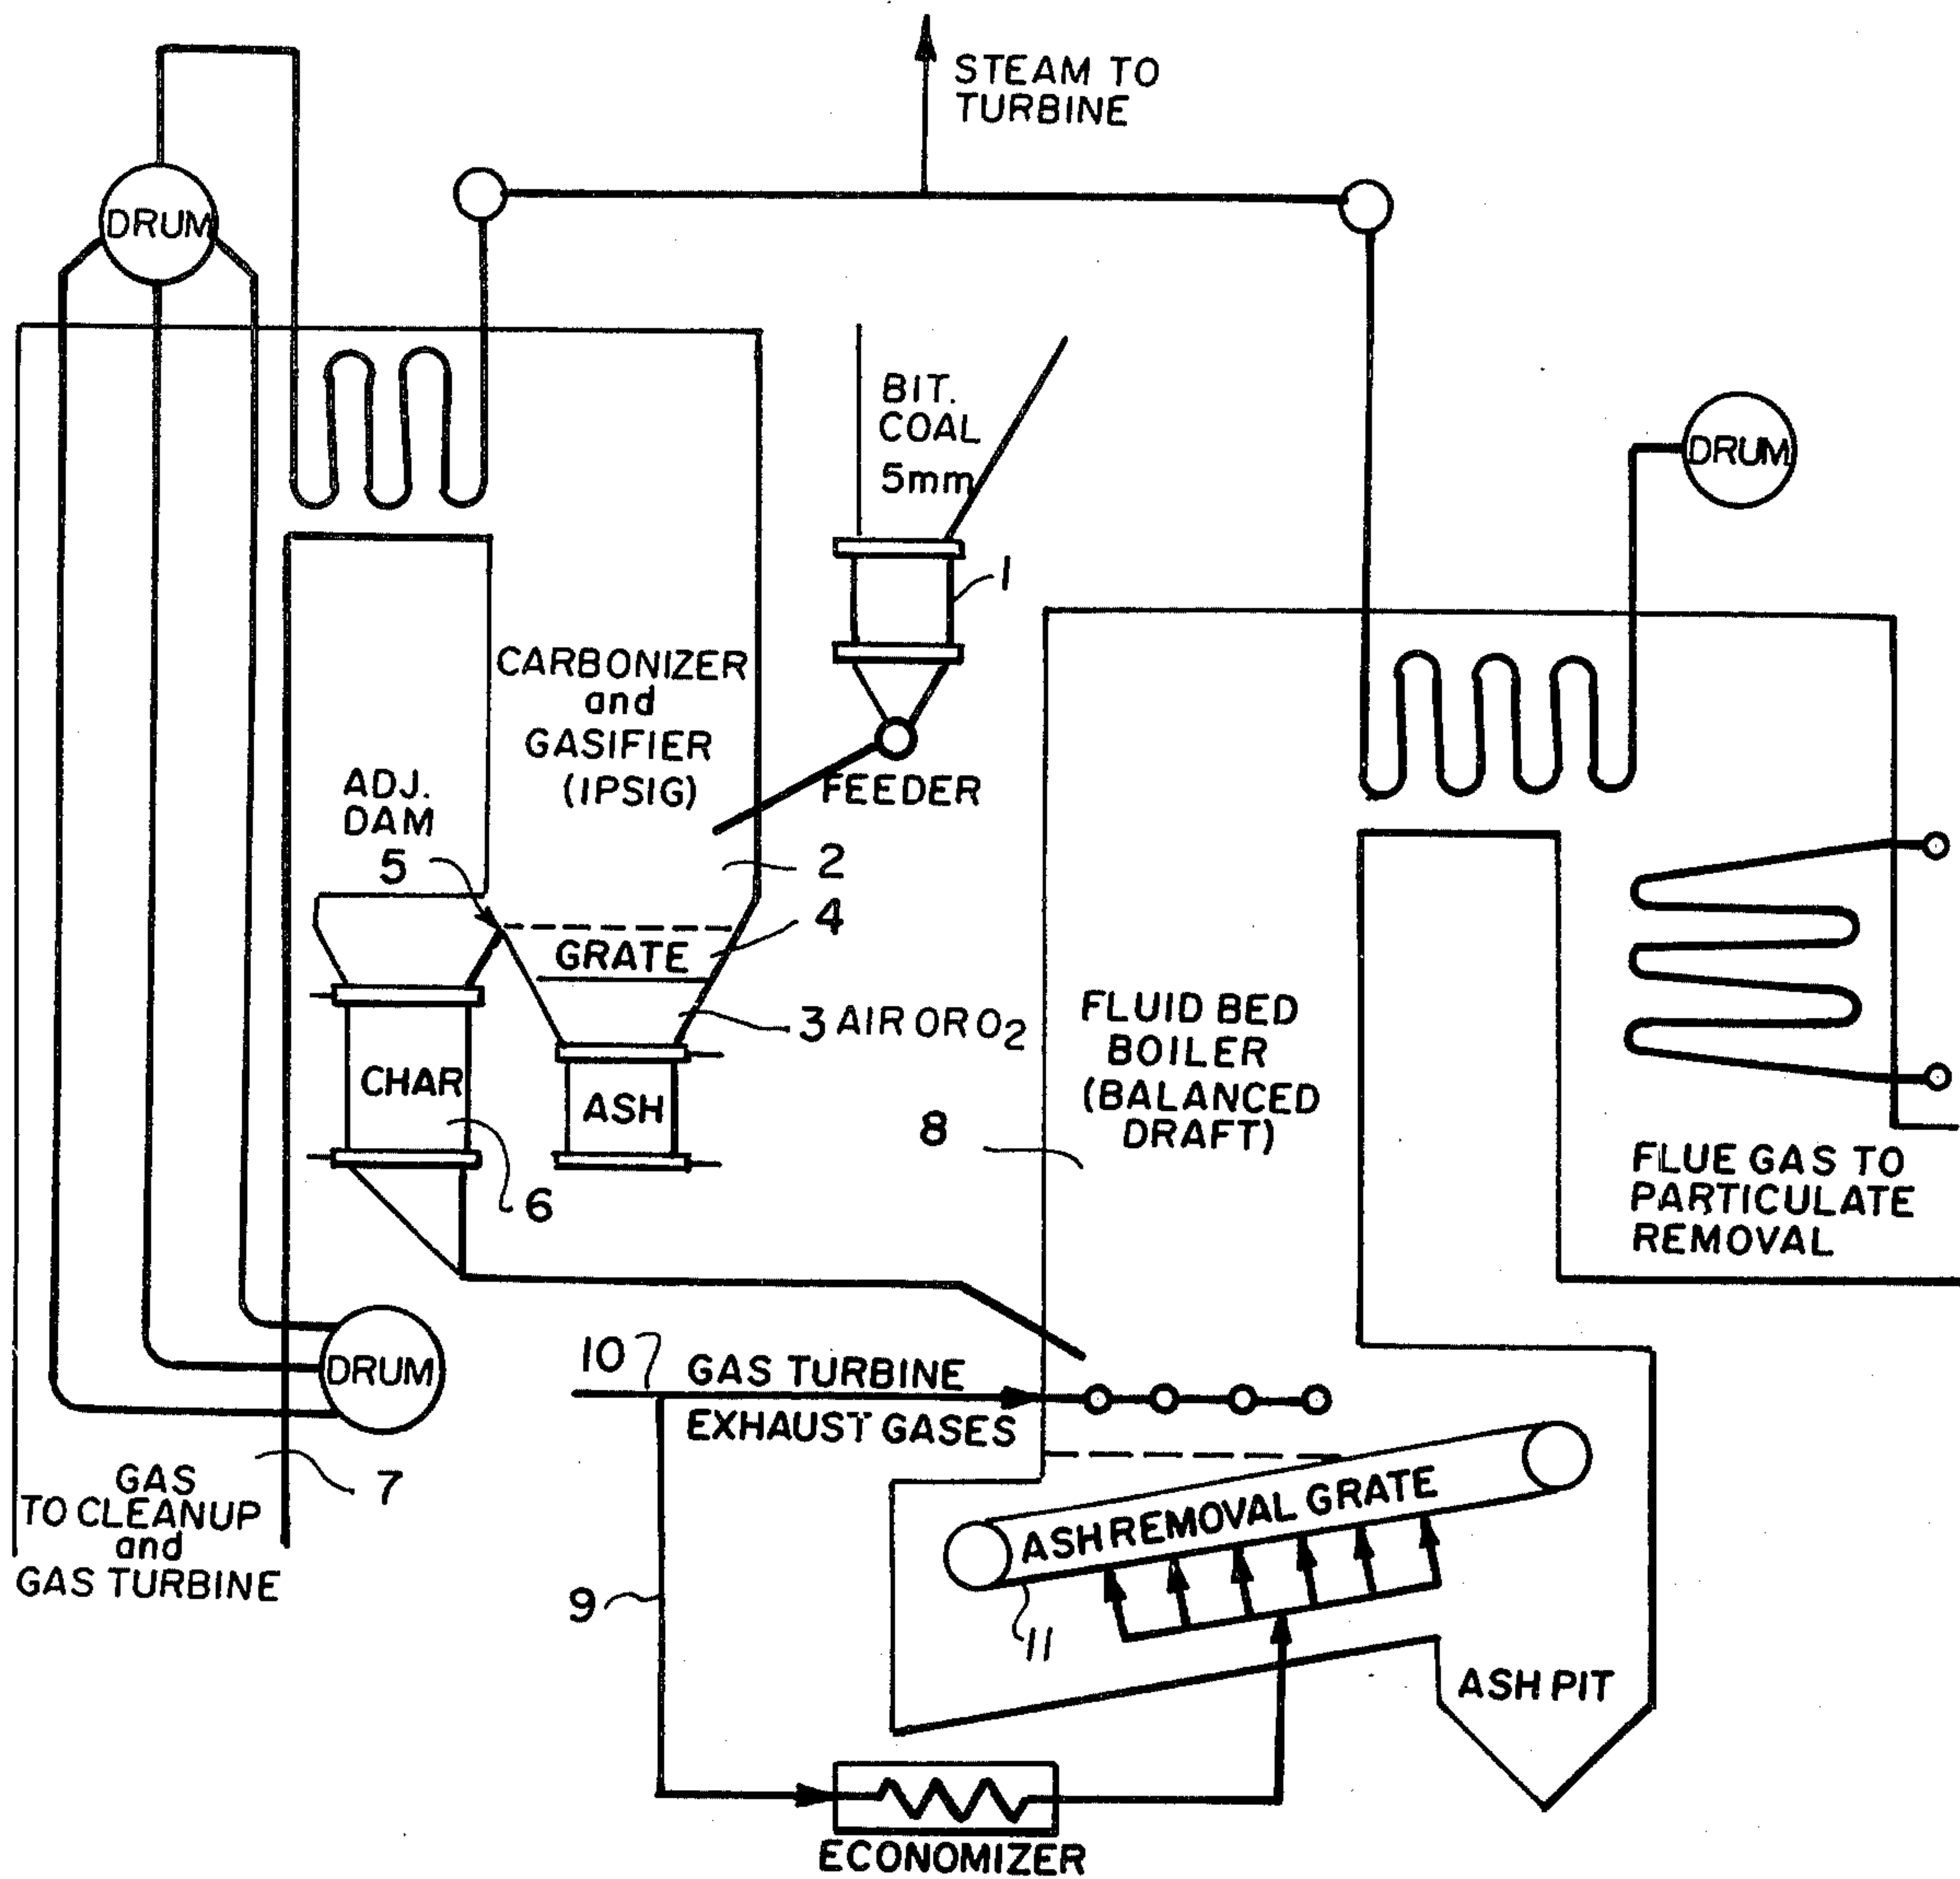 STEAM TO
TURBINE
DRUM
BIT.
COAL
5mm
DRUM
1
CARBONIZER
and
GASIFIER
(1PSIG)
FEEDER
ADJ.
DAM
5
2
4
GRATE
3 AIR OR O2
CHAR
ASH
6
FLUID BED
BOILER
(BALANCED
DRAFT)
8
FLUE GAS TO
PARTICULATE
REMOVAL
DRUM
10
GAS TURBINE
EXHAUST GASES
7
GAS
TO CLEANUP
and
GAS TURBINE
ASH REMOVAL GRATE
9
11
ASH PIT
ECONOMIZER